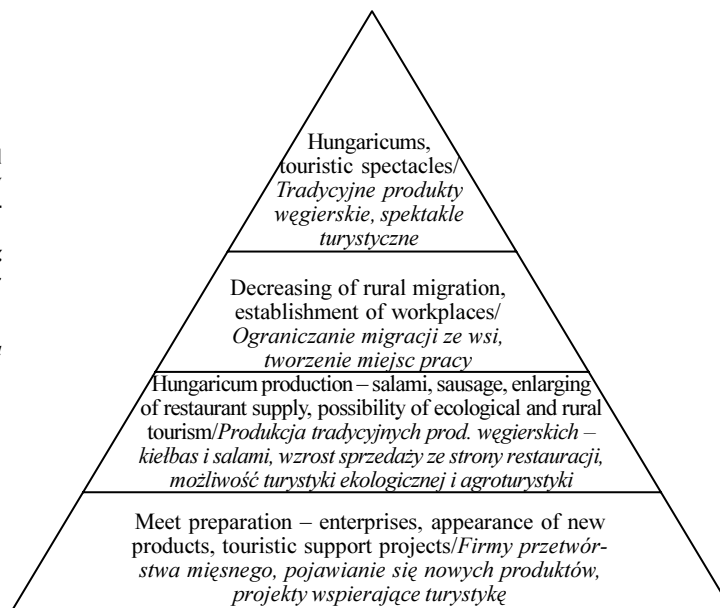 Hungaricums,
touristic spectacles/
Tradycyjne produkty
węgierskie, spektakle
turystyczne
Decreasing of rural migration,
establishment of workplaces/
Ograniczanie migracji ze wsi,
tworzenie miejsc pracy
Hungaricum production – salami, sausage, enlarging
of restaurant supply, possibility of ecological and rural
tourism/Produkcja tradycyjnych prod. węgierskich –
kiełbas i salami, wzrost sprzedaży ze strony restauracji,
możliwość turystyki ekologicznej i agroturystyki
Meet preparation – enterprises, appearance of new
products, touristic support projects/Firmy przetwór-
stwa mięsnego, pojawianie się nowych produktów,
projekty wspierające turystykę